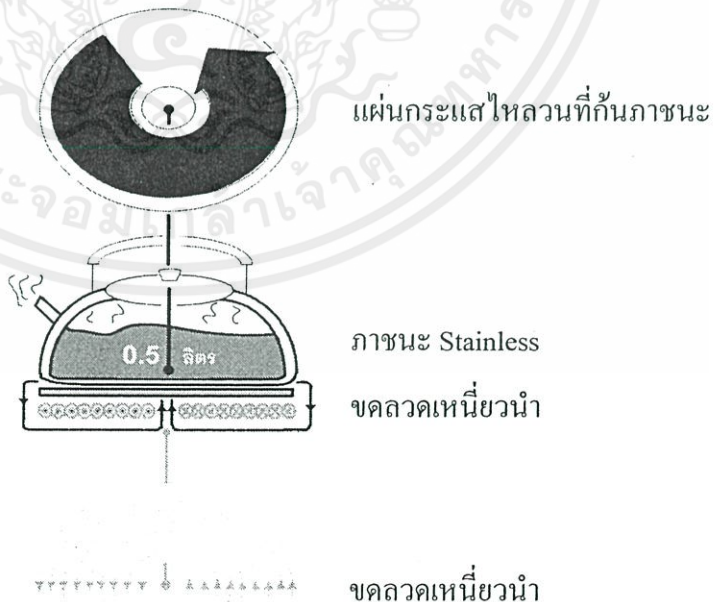 แผ่นกระแสไหลวนที่ก้นภาชนะ
ภาชนะ Stainless
0.5 ลิตร
ขดลวดเหนี่ยวนำ
ขดลวดเหนี่ยวนำ